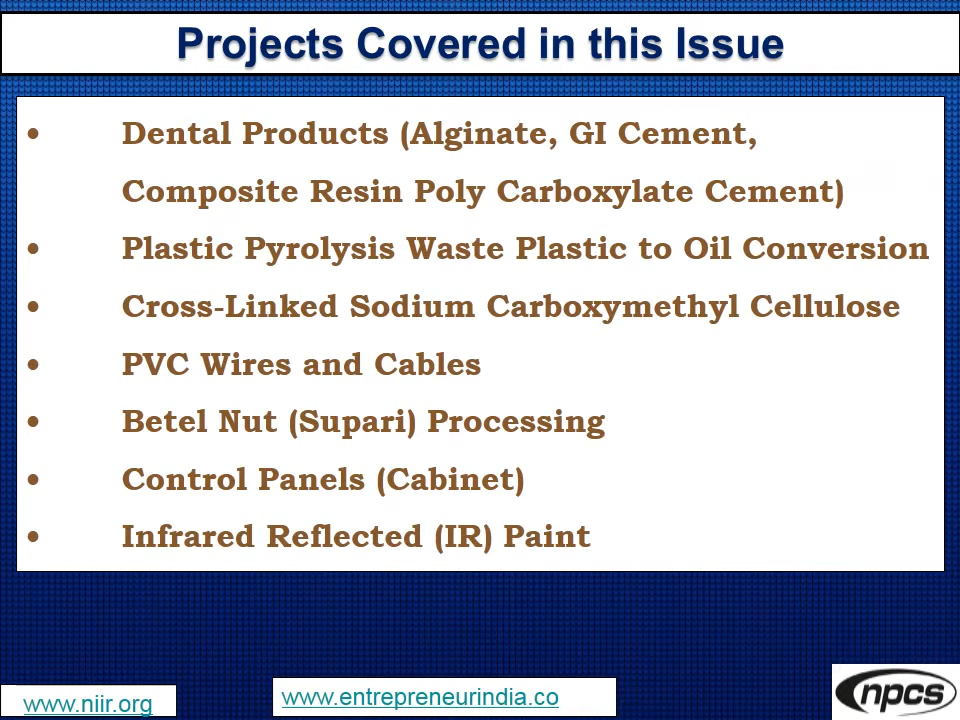 Projects Covered in this Issue
• Dental Products (Alginate, GI Cement,
Composite Resin Poly Carboxylate Cement)
• Plastic Pyrolysis Waste Plastic to Oil Conversion
• Cross-Linked Sodium Carboxymethyl Cellulose
• PVC Wires and Cables
• Betel Nut (Supari) Processing
• Control Panels (Cabinet)
• Infrared Reflected (IR) Paint
www.niir.org
www.entrepreneurindia.co
npcs